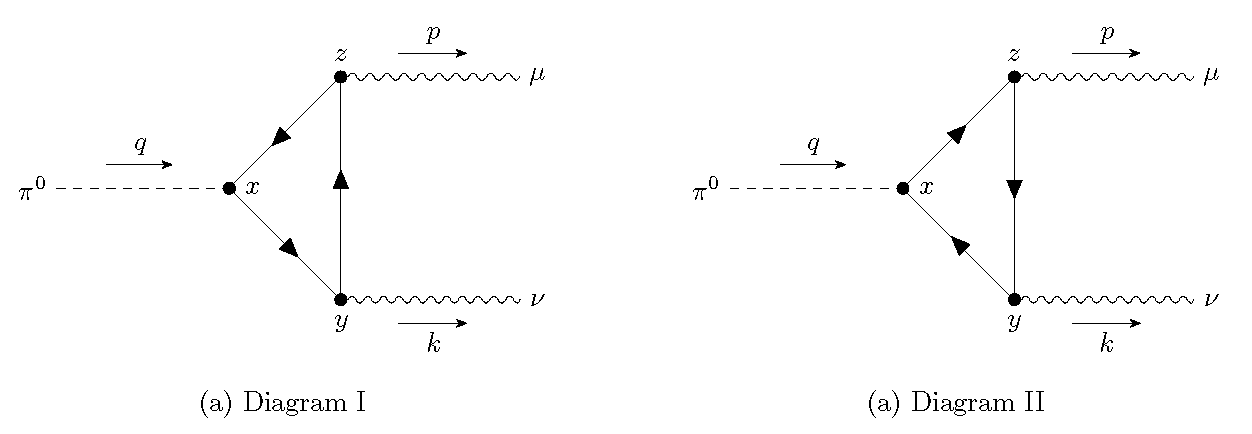 z p μ
q
π⁰ x
y k ν
(a) Diagram I
z p μ
q
π⁰ x
y k ν
(a) Diagram II